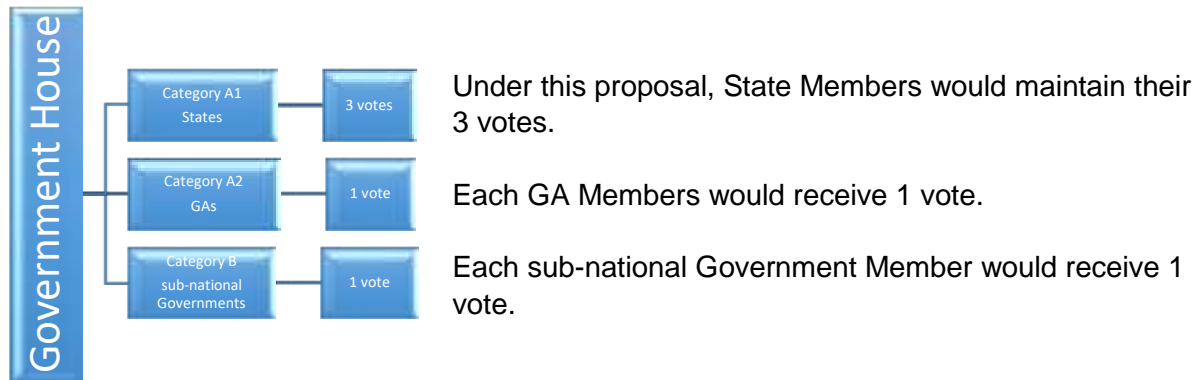 Government House
Category A1
States
3 votes
Category A2
GAs
1 vote
Category B
sub-national
Governments
1 vote
Under this proposal, State Members would maintain their
3 votes.
Each GA Members would receive 1 vote.
Each sub-national Government Member would receive 1
vote.